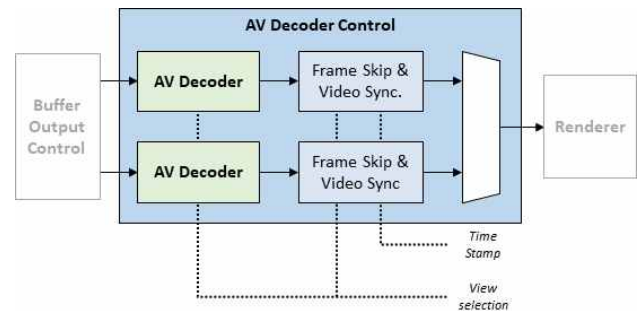 AV Decoder Control
Buffer
Output
Control
AV Decoder
Frame Skip &
Video Sync.
AV Decoder
Frame Skip &
Video Sync
Renderer
Time
Stamp
View
selection